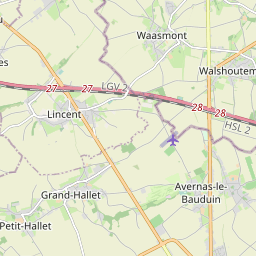 Waasmont
Walshoutem
es
27
27
LGV 2
28
28
HSL 2
Lincent
Avernas-le-
Bauduin
Grand-Hallet
Petit-Hallet